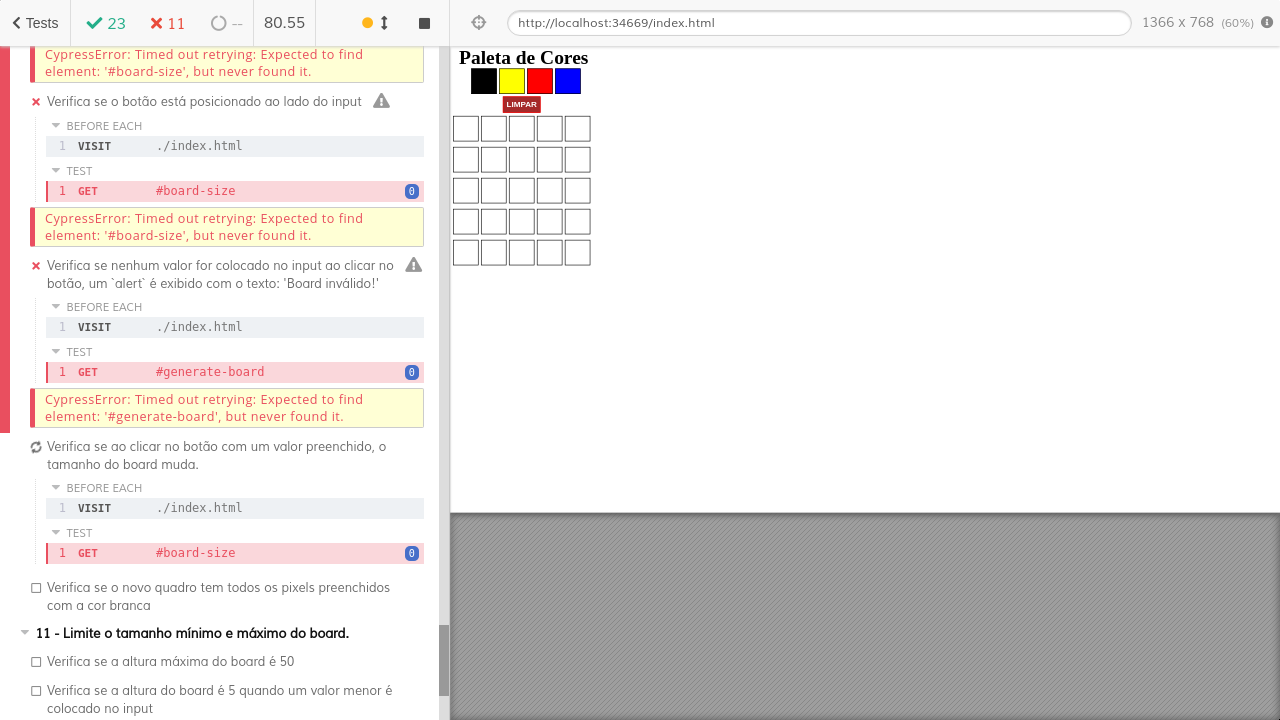 Tests
23
11
--
80.55
http://localhost:34669/index.html
1366 x 768 (60%)
CypressError: Timed out retrying: Expected to find
element: '#board-size', but never found it.
Verifica se o botão está posicionado ao lado do input
BEFORE EACH
1 VISIT ./index.html
TEST
1 GET #board-size 0
CypressError: Timed out retrying: Expected to find
element: '#board-size', but never found it.
Verifica se nenhum valor for colocado no input ao clicar no
botão, um `alert` é exibido com o texto: 'Board inválido!'
BEFORE EACH
1 VISIT ./index.html
TEST
1 GET #generate-board 0
CypressError: Timed out retrying: Expected to find
element: '#generate-board', but never found it.
Verifica se ao clicar no botão com um valor preenchido, o
tamanho do board muda.
BEFORE EACH
1 VISIT ./index.html
TEST
1 GET #board-size 0
Verifica se o novo quadro tem todos os pixels preenchidos
com a cor branca
11 - Limite o tamanho mínimo e máximo do board.
Verifica se a altura máxima do board é 50
Verifica se a altura do board é 5 quando um valor menor é
colocado no input
Paleta de Cores
LIMPAR